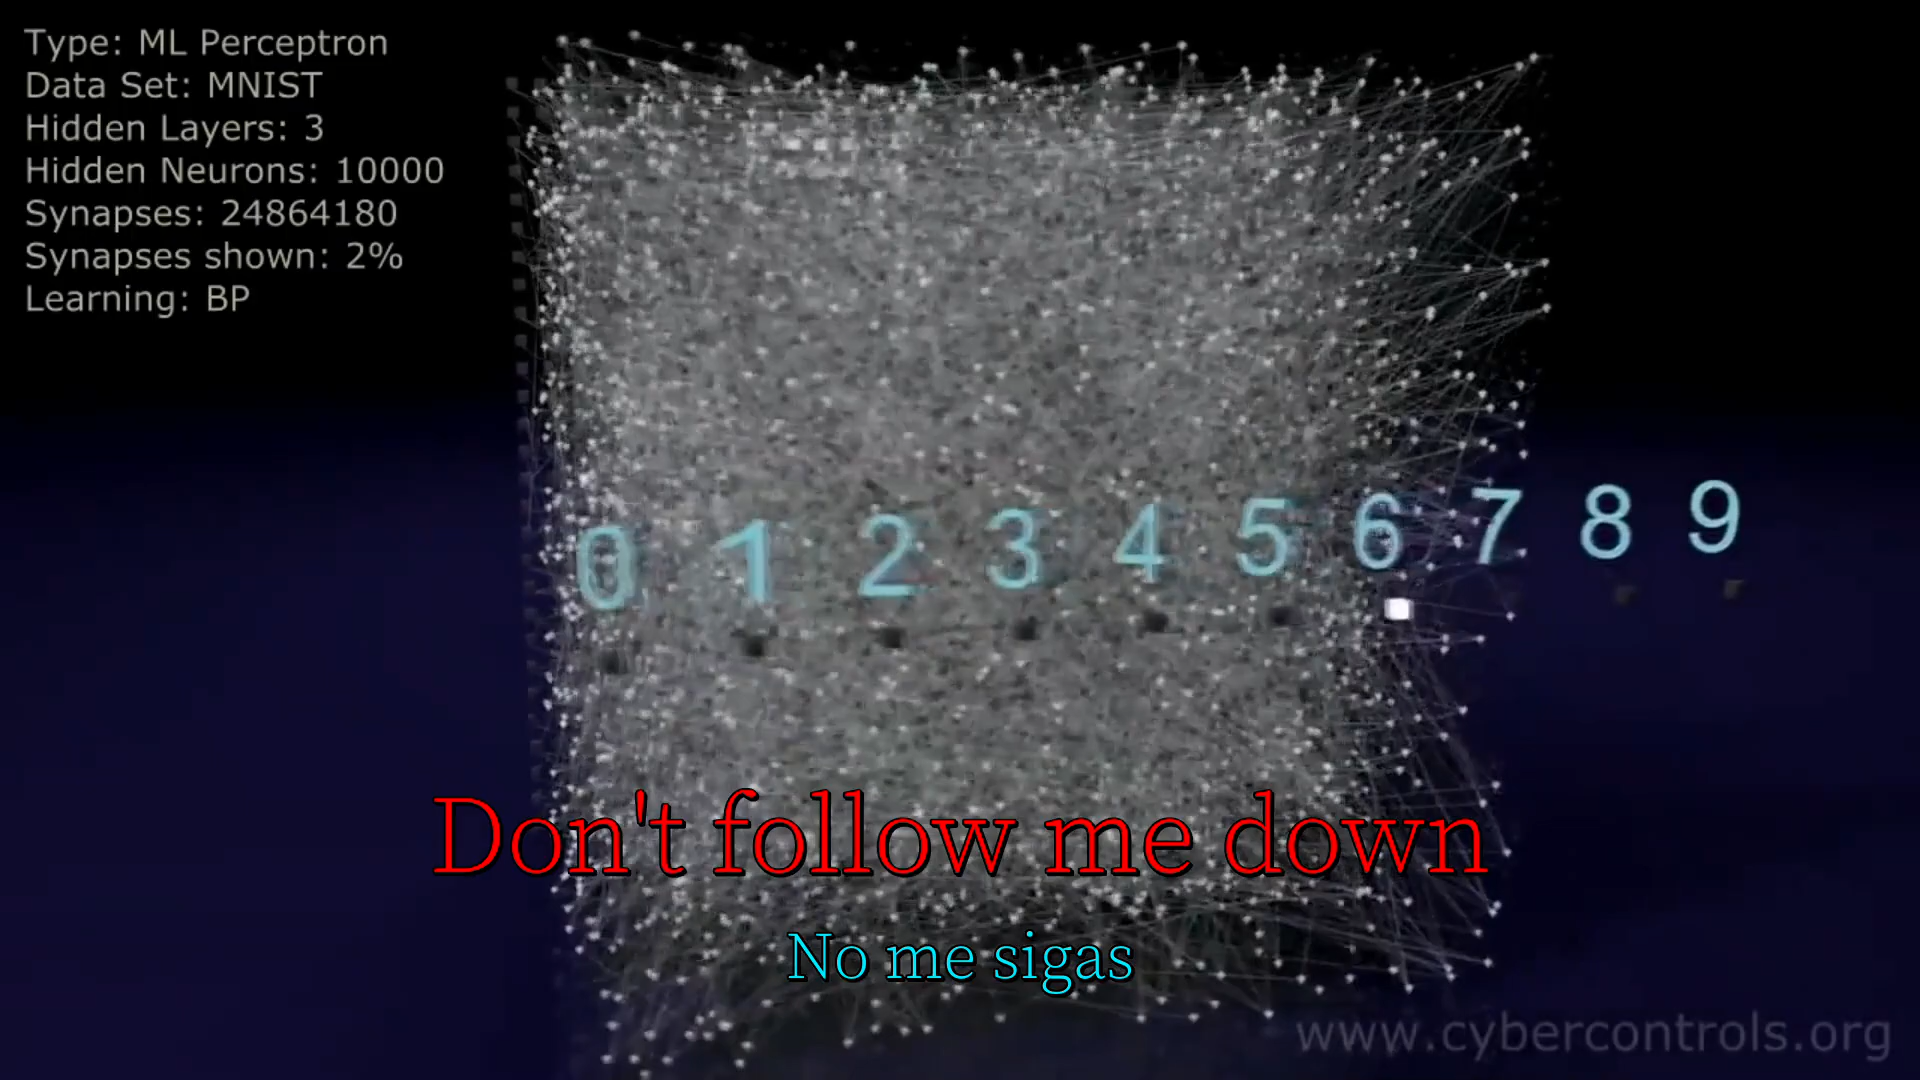 Type: ML Perceptron
Data Set: MNIST
Hidden Layers: 3
Hidden Neurons: 10000
Synapses: 24864180
Synapses shown: 2%
Learning: BP
0 1 2 3 4 5 6 7 8 9
Don't follow me down
No me sigas
www.cybercontrols.org